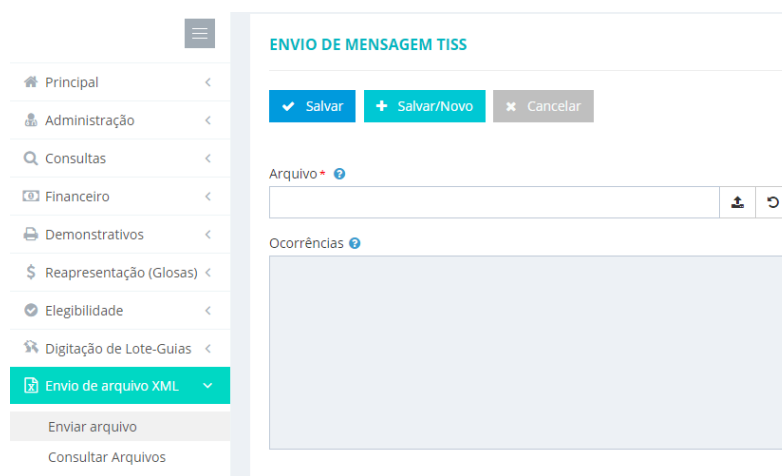 Principal
Administração
Consultas
Financeiro
Demonstrativos
Reapresentação (Glosas)
Elegibilidade
Digitação de Lote-Guias
Envio de arquivo XML
Enviar arquivo
Consultar Arquivos
ENVIO DE MENSAGEM TISS
Salvar
Salvar/Novo
Cancelar
Arquivo *
Ocorrências